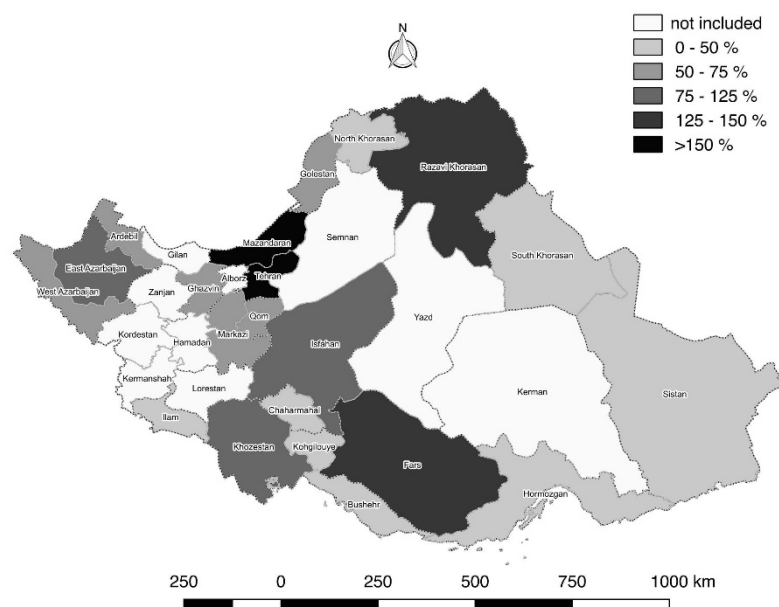 not included
0 - 50 %
50 - 75 %
75 - 125 %
125 - 150 %
>150 %
N
North Khorasan
Razavi Khorasan
Golestan
Semnan
Mazandaran
Ardebil
Gilan
South Khorasan
East Azarbaijan
Tehran
Alborz
West Azarbaijan
Zanjan
Ghazvin
Qom
Yazd
Kordestan
Markazi
Hamadan
Isfahan
Kermanshah
Lorestan
Kerman
Sistan
Chaharmahal
Ilam
Khozestan
Kohgilouye
Fars
Hormozgan
Bushehr
250 0 250 500 750 1000 km